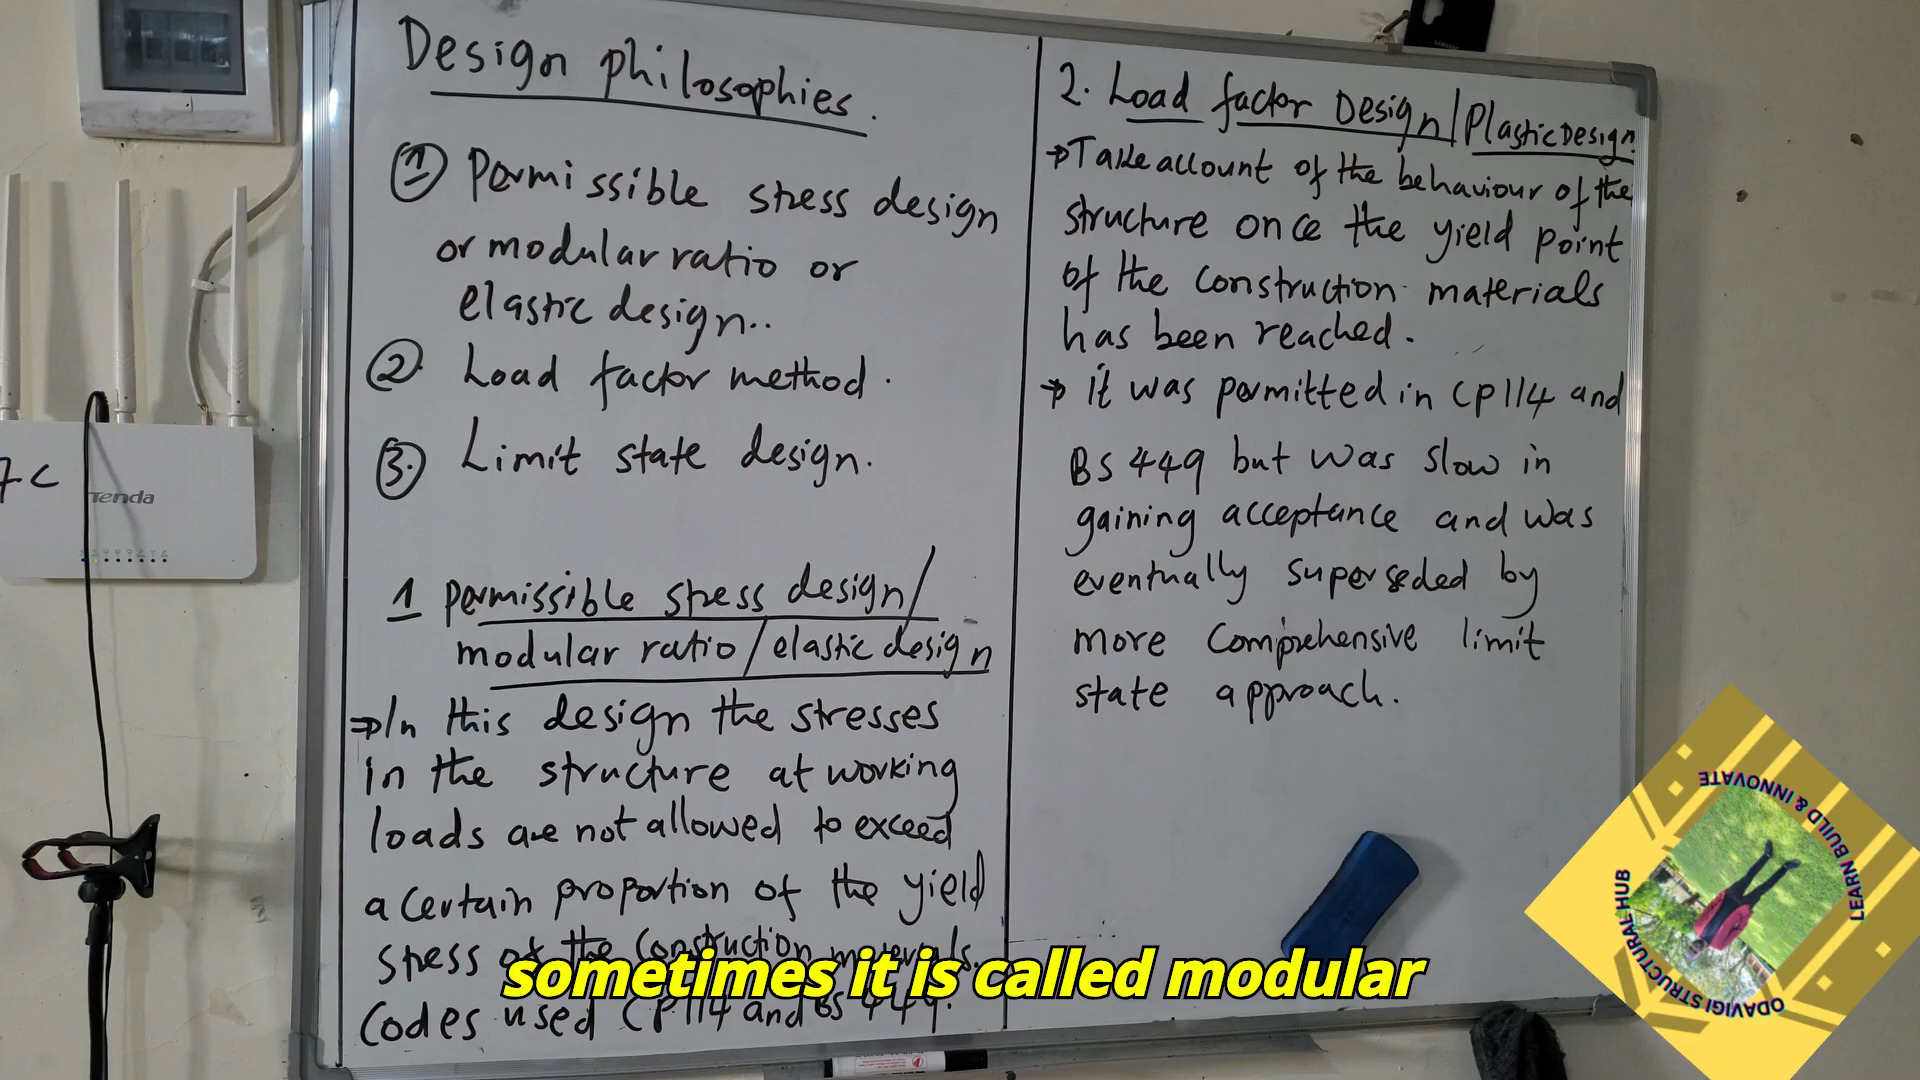 Design philosophies.
① Permissible stress design
or modular ratio or
elastic design..
② Load factor method.
③ Limit state design.
1 permissible stress design/
modular ratio/elastic design
⇒ In this design the stresses
in the structure at working
loads are not allowed to exceed
a certain proportion of the yield
stress of the construction materials.
Codes used CP114 and BS 449.
2. Load factor Design/Plastic Design
⇒ Take account of the behaviour of the
structure once the yield point
of the construction materials
has been reached.
⇒ it was permitted in CP114 and
BS 449 but was slow in
gaining acceptance and was
eventually superseded by
more comprehensive limit
state approach.
sometimes it is called modular
Tenda
ODAVIGI STRUCTURAL HUB
LEARN BUILD & INNOVATE